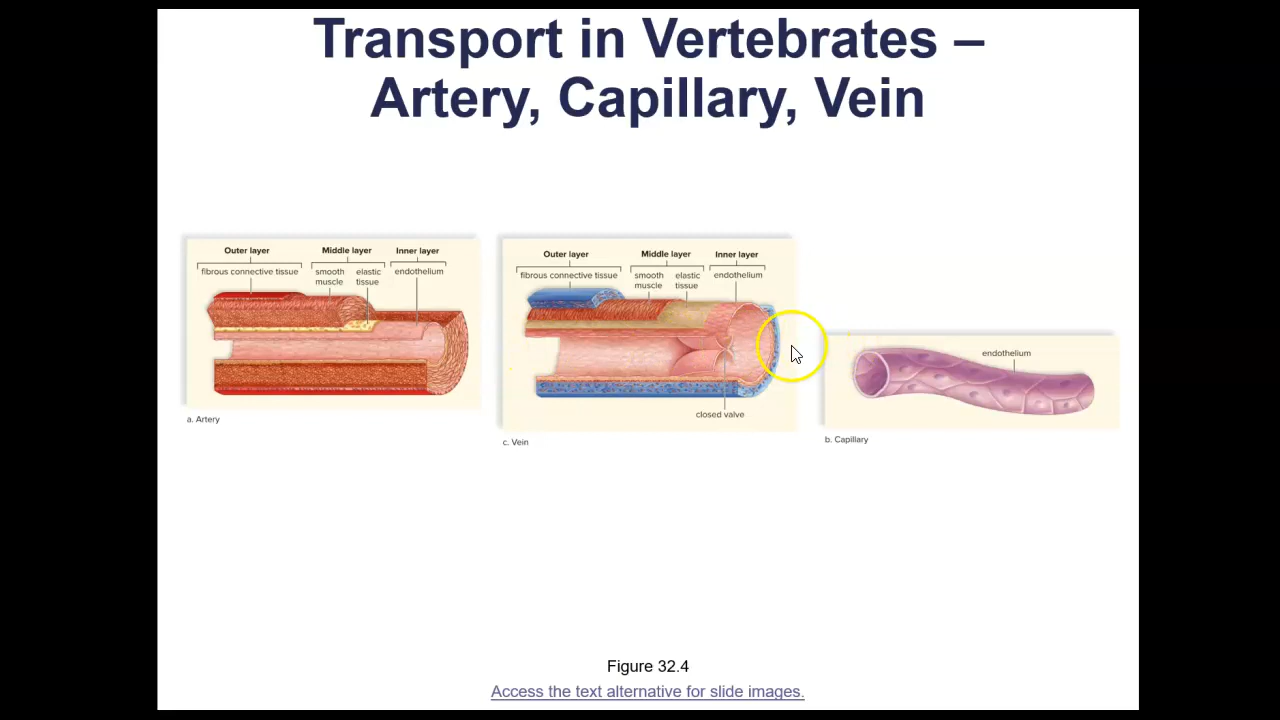 Transport in Vertebrates –
Artery, Capillary, Vein
Outer layer
Middle layer
Inner layer
fibrous connective tissue
smooth
muscle
elastic
tissue
endothelium
a. Artery
Outer layer
Middle layer
Inner layer
fibrous connective tissue
smooth
muscle
elastic
tissue
endothelium
closed valve
c. Vein
endothelium
b. Capillary
Figure 32.4
Access the text alternative for slide images.